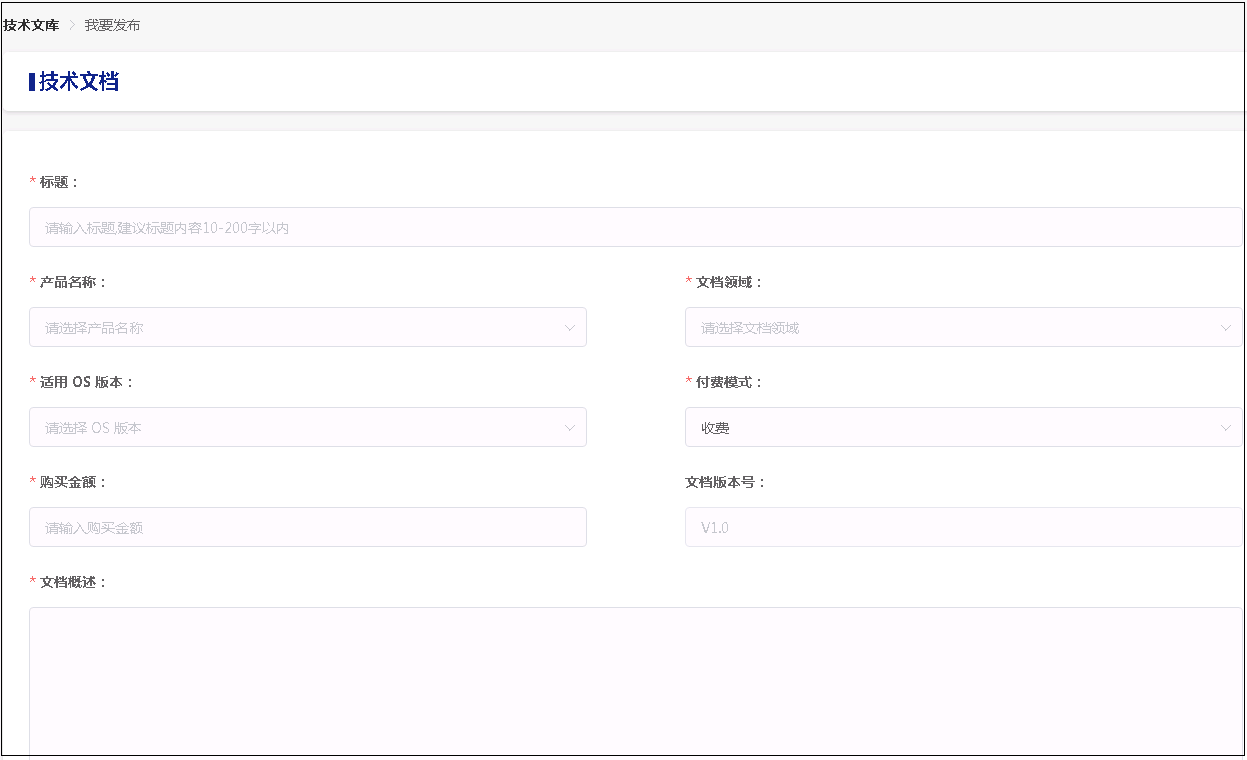 技术文库 > 我要发布
技术文档
* 标题：
请输入标题,建议标题内容10-200字以内
* 产品名称： * 文档领域：
请选择产品名称 请选择文档领域
* 适用 OS 版本： * 付费模式：
请选择 OS 版本 收费
* 购买金额： 文档版本号：
请输入购买金额 V1.0
* 文档概述：